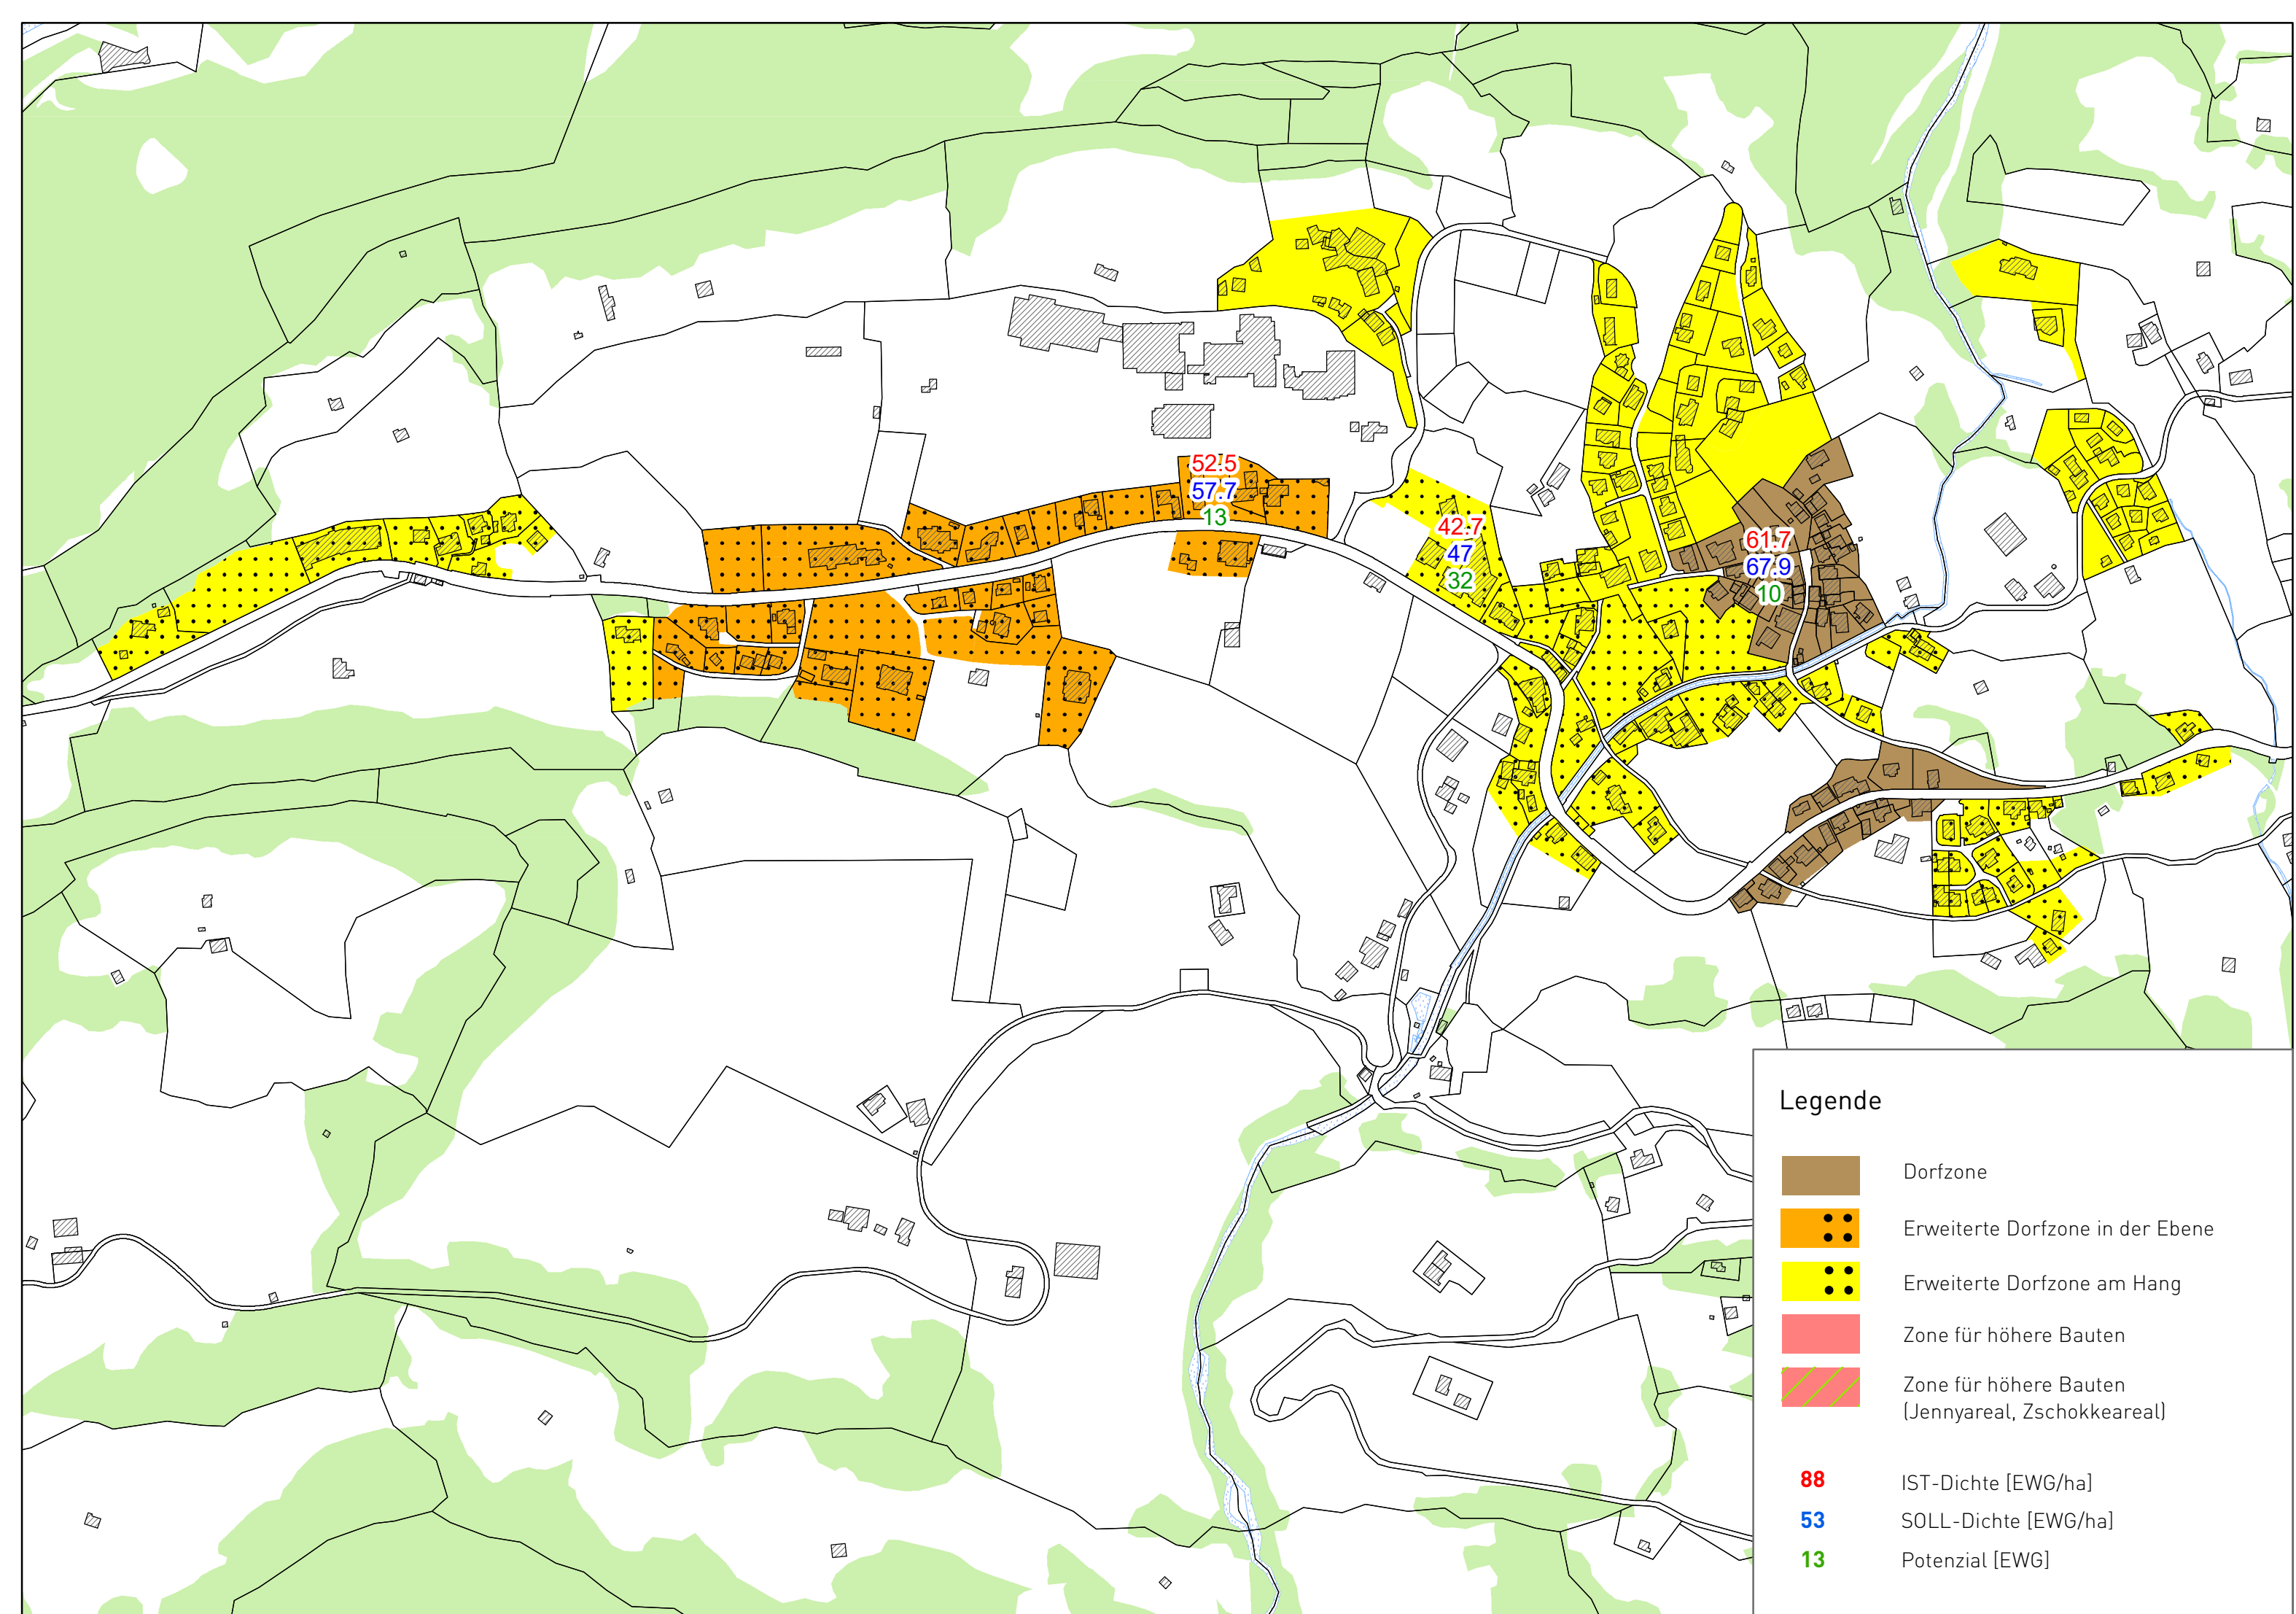 52.5
57.7
13
42.7
47
32
61.7
67.9
10
Legende
Dorfzone
Erweiterte Dorfzone in der Ebene
Erweiterte Dorfzone am Hang
Zone für höhere Bauten
Zone für höhere Bauten
(Jennyareal, Zschokkeareal)
88 IST-Dichte [EWG/ha]
53 SOLL-Dichte [EWG/ha]
13 Potenzial [EWG]